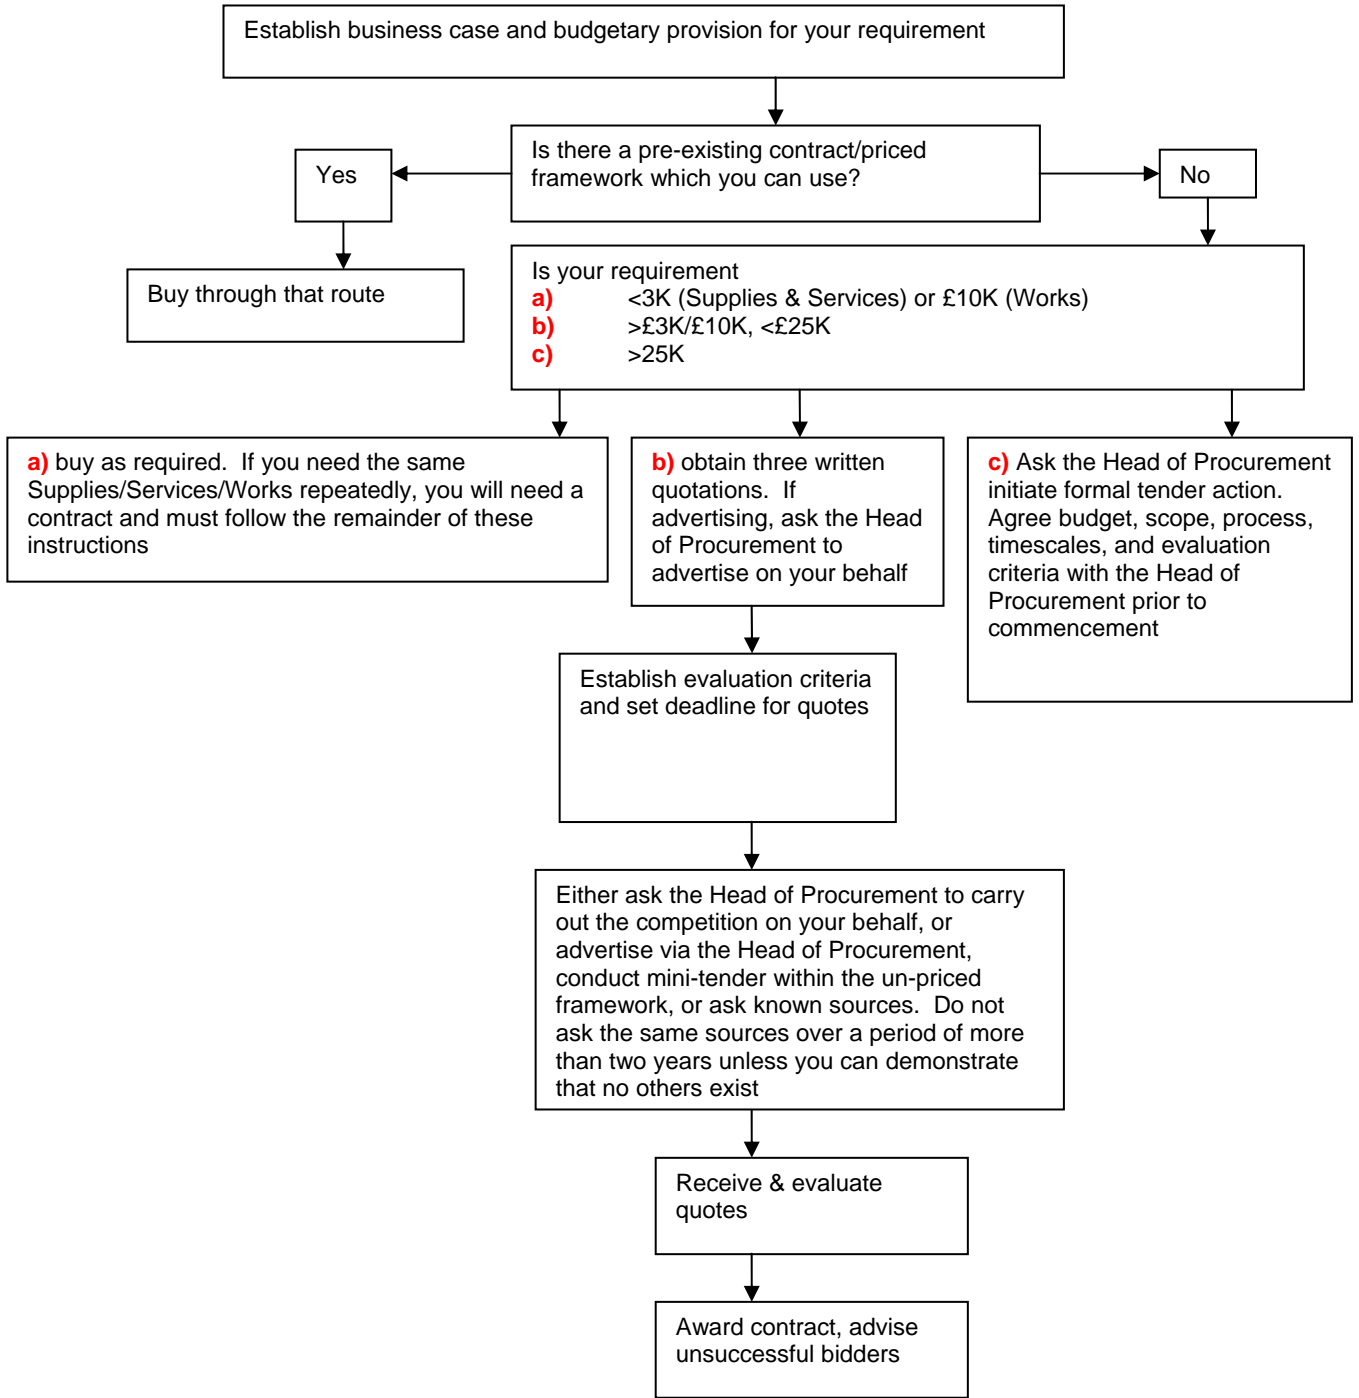 Establish business case and budgetary provision for your requirement
Is there a pre-existing contract/priced
framework which you can use?
Yes
No
Buy through that route
Is your requirement
a) <3K (Supplies & Services) or £10K (Works)
b) >£3K/£10K, <£25K
c) >25K
a) buy as required. If you need the same
Supplies/Services/Works repeatedly, you will need a
contract and must follow the remainder of these
instructions
b) obtain three written
quotations. If
advertising, ask the Head
of Procurement to
advertise on your behalf
c) Ask the Head of Procurement
initiate formal tender action.
Agree budget, scope, process,
timescales, and evaluation
criteria with the Head of
Procurement prior to
commencement
Establish evaluation criteria
and set deadline for quotes
Either ask the Head of Procurement to carry
out the competition on your behalf, or
advertise via the Head of Procurement,
conduct mini-tender within the un-priced
framework, or ask known sources. Do not
ask the same sources over a period of more
than two years unless you can demonstrate
that no others exist
Receive & evaluate
quotes
Award contract, advise
unsuccessful bidders